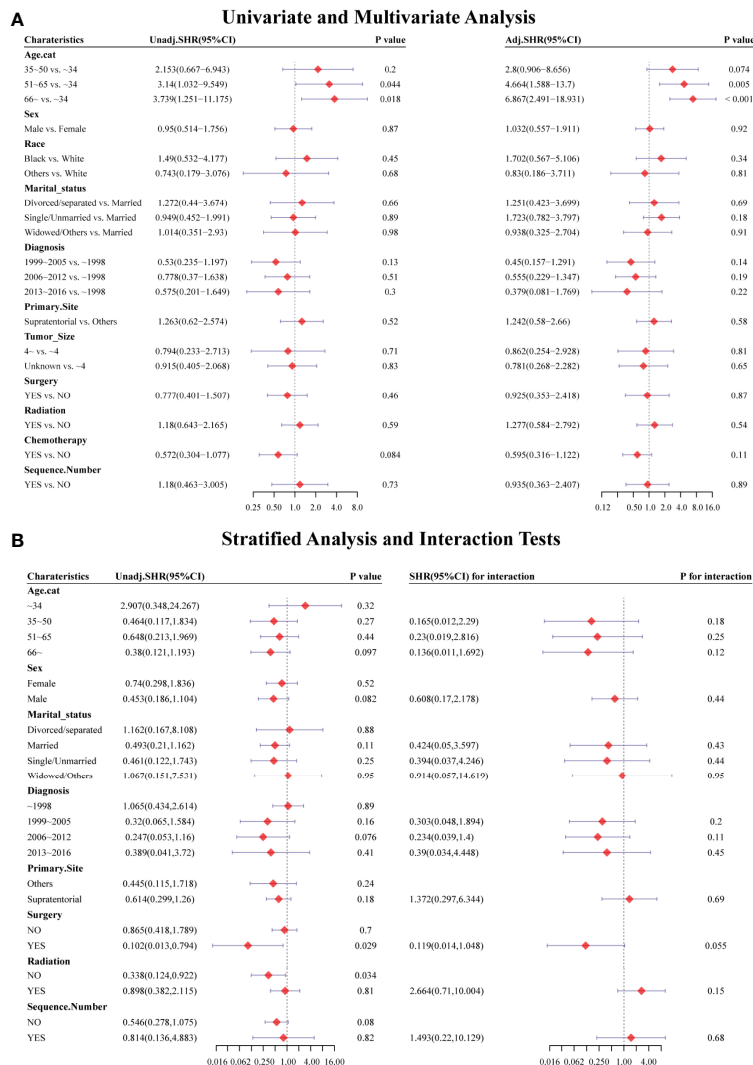 A
Univariate and Multivariate Analysis
Charateristics Unadj.SHR(95%CI) P value Adj.SHR(95%CI) P value
Age.cat
35~50 vs. ~34 2.153(0.667−6.943) 0.2 2.8(0.906−8.656) 0.074
51~65 vs. ~34 3.14(1.032−9.549) 0.044 4.664(1.588−13.7) 0.005
66~ vs. ~34 3.739(1.251−11.175) 0.018 6.867(2.491−18.931) < 0.001
Sex
Male vs. Female 0.95(0.514−1.756) 0.87 1.032(0.557−1.911) 0.92
Race
Black vs. White 1.49(0.532−4.177) 0.45 1.702(0.567−5.106) 0.34
Others vs. White 0.743(0.179−3.076) 0.68 0.83(0.186−3.711) 0.81
Marital_status
Divorced/separated vs. Married 1.272(0.44−3.674) 0.66 1.251(0.423−3.699) 0.69
Single/Unmarried vs. Married 0.949(0.452−1.991) 0.89 1.723(0.782−3.797) 0.18
Widowed/Others vs. Married 1.014(0.351−2.93) 0.98 0.938(0.325−2.704) 0.91
Diagnosis
1999~2005 vs. ~1998 0.53(0.235−1.197) 0.13 0.45(0.157−1.291) 0.14
2006~2012 vs. ~1998 0.778(0.37−1.638) 0.51 0.555(0.229−1.347) 0.19
2013~2016 vs. ~1998 0.575(0.201−1.649) 0.3 0.379(0.081−1.769) 0.22
Primary.Site
Supratentorial vs. Others 1.263(0.62−2.574) 0.52 1.242(0.58−2.66) 0.58
Tumor_Size
4~ vs. ~4 0.794(0.233−2.713) 0.71 0.862(0.254−2.928) 0.81
Unknown vs. ~4 0.915(0.405−2.068) 0.83 0.781(0.268−2.282) 0.65
Surgery
YES vs. NO 0.777(0.401−1.507) 0.46 0.925(0.353−2.418) 0.87
Radiation
YES vs. NO 1.18(0.643−2.165) 0.59 1.277(0.584−2.792) 0.54
Chemotherapy
YES vs. NO 0.572(0.304−1.077) 0.084 0.595(0.316−1.122) 0.11
Sequence.Number
YES vs. NO 1.18(0.463−3.005) 0.73 0.935(0.363−2.407) 0.89
0.25 0.50 1.0 2.0 4.0 8.0 0.12 0.50 1.0 2.0 4.0 8.0 16.0
B
Stratified Analysis and Interaction Tests
Charateristics Unadj.SHR(95%CI) P value SHR(95%CI) for interaction P for interaction
Age.cat
~34 2.907(0.348,24.267) 0.32
35~50 0.464(0.117,1.834) 0.27 0.165(0.012,2.29) 0.18
51~65 0.648(0.213,1.969) 0.44 0.23(0.019,2.816) 0.25
66~ 0.38(0.121,1.193) 0.097 0.136(0.011,1.692) 0.12
Sex
Female 0.74(0.298,1.836) 0.52
Male 0.453(0.186,1.104) 0.082 0.608(0.17,2.178) 0.44
Marital_status
Divorced/separated 1.162(0.167,8.108) 0.88
Married 0.493(0.21,1.162) 0.11 0.424(0.05,3.597) 0.43
Single/Unmarried 0.461(0.122,1.743) 0.25 0.394(0.037,4.246) 0.44
Widowed/Others 1.067(0.151,7.531) 0.95 0.914(0.057,14.619) 0.95
Diagnosis
~1998 1.065(0.434,2.614) 0.89
1999~2005 0.32(0.065,1.584) 0.16 0.303(0.048,1.894) 0.2
2006~2012 0.247(0.053,1.16) 0.076 0.234(0.039,1.4) 0.11
2013~2016 0.389(0.041,3.72) 0.41 0.39(0.034,4.448) 0.45
Primary.Site
Others 0.445(0.115,1.718) 0.24
Supratentorial 0.614(0.299,1.26) 0.18 1.372(0.297,6.344) 0.69
Surgery
NO 0.865(0.418,1.789) 0.7
YES 0.102(0.013,0.794) 0.029 0.119(0.014,1.048) 0.055
Radiation
NO 0.338(0.124,0.922) 0.034
YES 0.898(0.382,2.115) 0.81 2.664(0.71,10.004) 0.15
Sequence.Number
NO 0.546(0.278,1.075) 0.08
YES 0.814(0.136,4.883) 0.82 1.493(0.22,10.129) 0.68
0.016 0.062 0.250 1.00 4.00 16.00 0.016 0.062 0.250 1.00 4.00